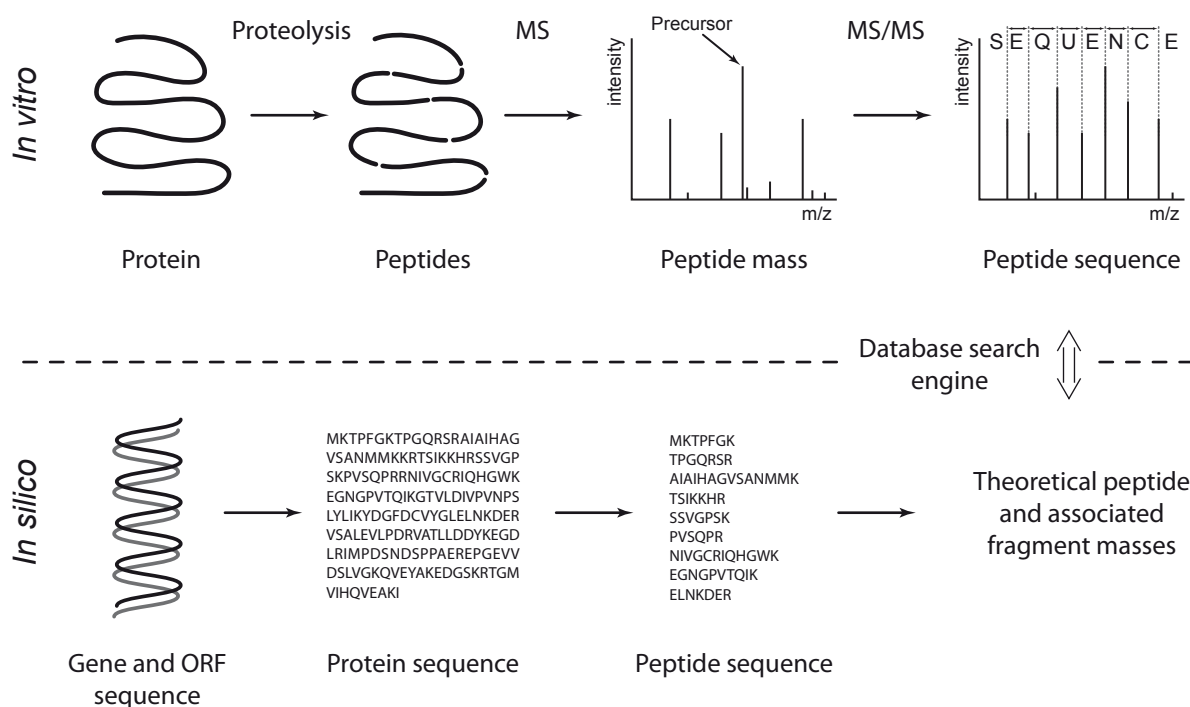 Proteolysis
MS
Precursor
MS/MS
S E Q U E N C E
In vitro
intensity
m/z
intensity
m/z
Protein
Peptides
Peptide mass
Peptide sequence
Database search
engine
In silico
MKTPFGKTPGQRSRAIAIHAG
VSANMMKKRTSIKKHRSSVGP
SKPVSQPRRNIVGCRIQHGWK
EGNGPVTQIKGTVLDIVPVNPS
LYLIKYDGFDCVYGLELNKDER
VSALEVLPDRVATLLDDYKEGD
LRIMPDSNDSPPAEREPGEVV
DSLVGKQVEYAKEDGSKRTGM
VIHQVEAKI
MKTPFGK
TPGQRSR
AIAIHAGVSANMMK
TSIKKHR
SSVGPSK
PVSQPR
NIVGCRIQHGWK
EGNGPVTQIK
ELNKDER
Theoretical peptide
and associated
fragment masses
Gene and ORF
sequence
Protein sequence
Peptide sequence